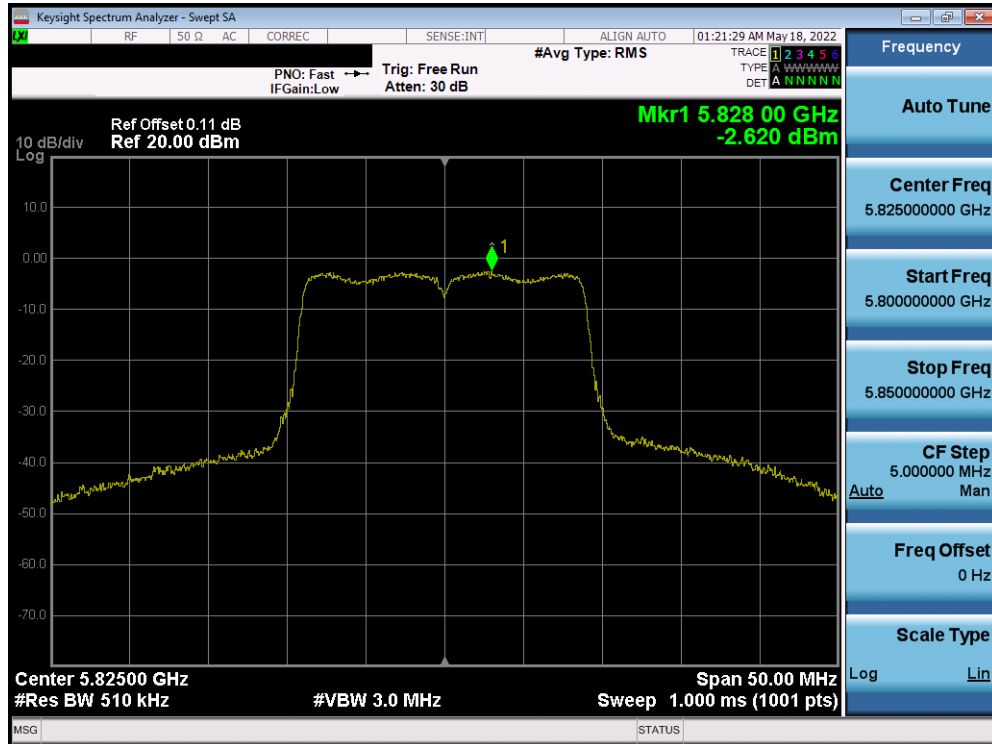 Keysight Spectrum Analyzer - Swept SA
LXI RF 50 Ω AC CORREC SENSE:INT ALIGN AUTO 01:21:29 AM May 18, 2022
#Avg Type: RMS
TRACE 1 2 3 4 5 6
TYPE A WWWWW
DET A N N N N N
PNO: Fast
IFGain:Low
Trig: Free Run
Atten: 30 dB
Mkr1 5.828 00 GHz
-2.620 dBm
Ref Offset 0.11 dB
Ref 20.00 dBm
10 dB/div
Log
10.0
0.00
-10.0
-20.0
-30.0
-40.0
-50.0
-60.0
-70.0
1
Center 5.82500 GHz
Span 50.00 MHz
#Res BW 510 kHz
#VBW 3.0 MHz
Sweep 1.000 ms (1001 pts)
MSG
STATUS
Frequency
Auto Tune
Center Freq
5.825000000 GHz
Start Freq
5.800000000 GHz
Stop Freq
5.850000000 GHz
CF Step
5.000000 MHz
Auto Man
Freq Offset
0 Hz
Scale Type
Log Lin